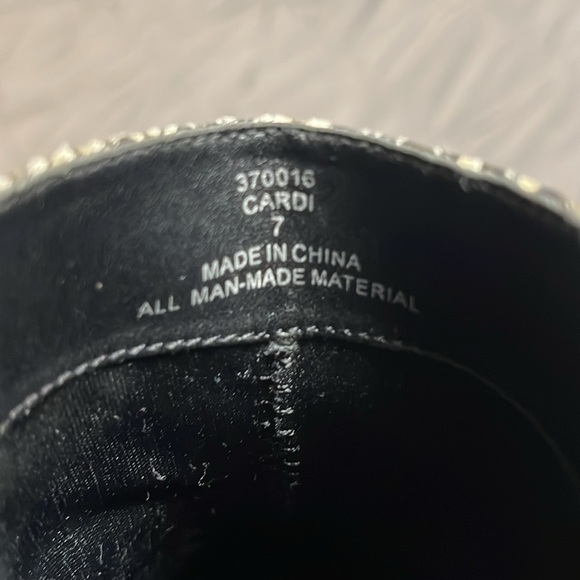 370016
CARDI
7
MADE IN CHINA
ALL MAN-MADE MATERIAL